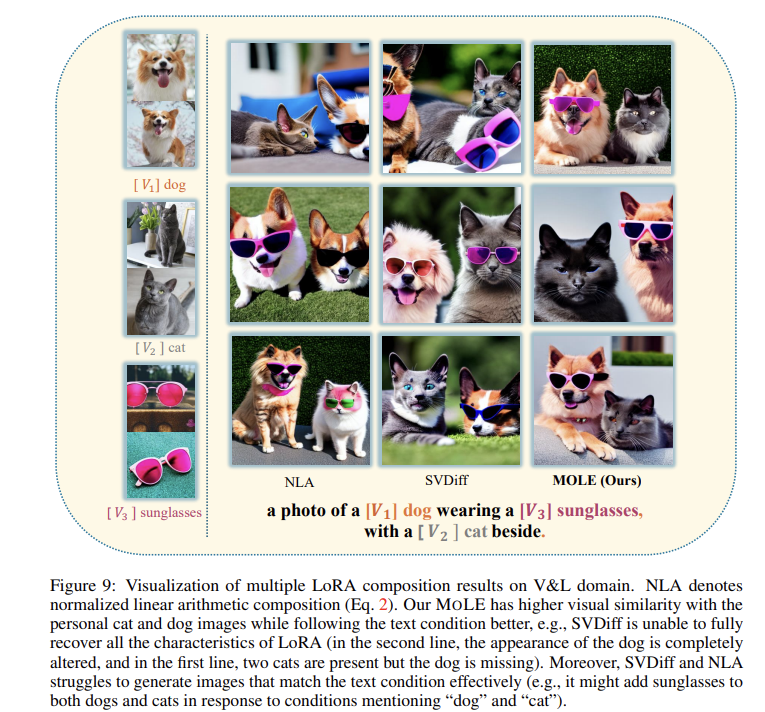 [V1] dog
[V2] cat
[V3] sunglasses
NLA
SVDiff
MOLE (Ours)
a photo of a [V1] dog wearing a [V3] sunglasses,
with a [V2] cat beside.
Figure 9: Visualization of multiple LoRA composition results on V&L domain. NLA denotes
normalized linear arithmetic composition (Eq. 2). Our MOLE has higher visual similarity with the
personal cat and dog images while following the text condition better, e.g., SVDiff is unable to fully
recover all the characteristics of LoRA (in the second line, the appearance of the dog is completely
altered, and in the first line, two cats are present but the dog is missing). Moreover, SVDiff and NLA
struggles to generate images that match the text condition effectively (e.g., it might add sunglasses to
both dogs and cats in response to conditions mentioning “dog” and “cat”).